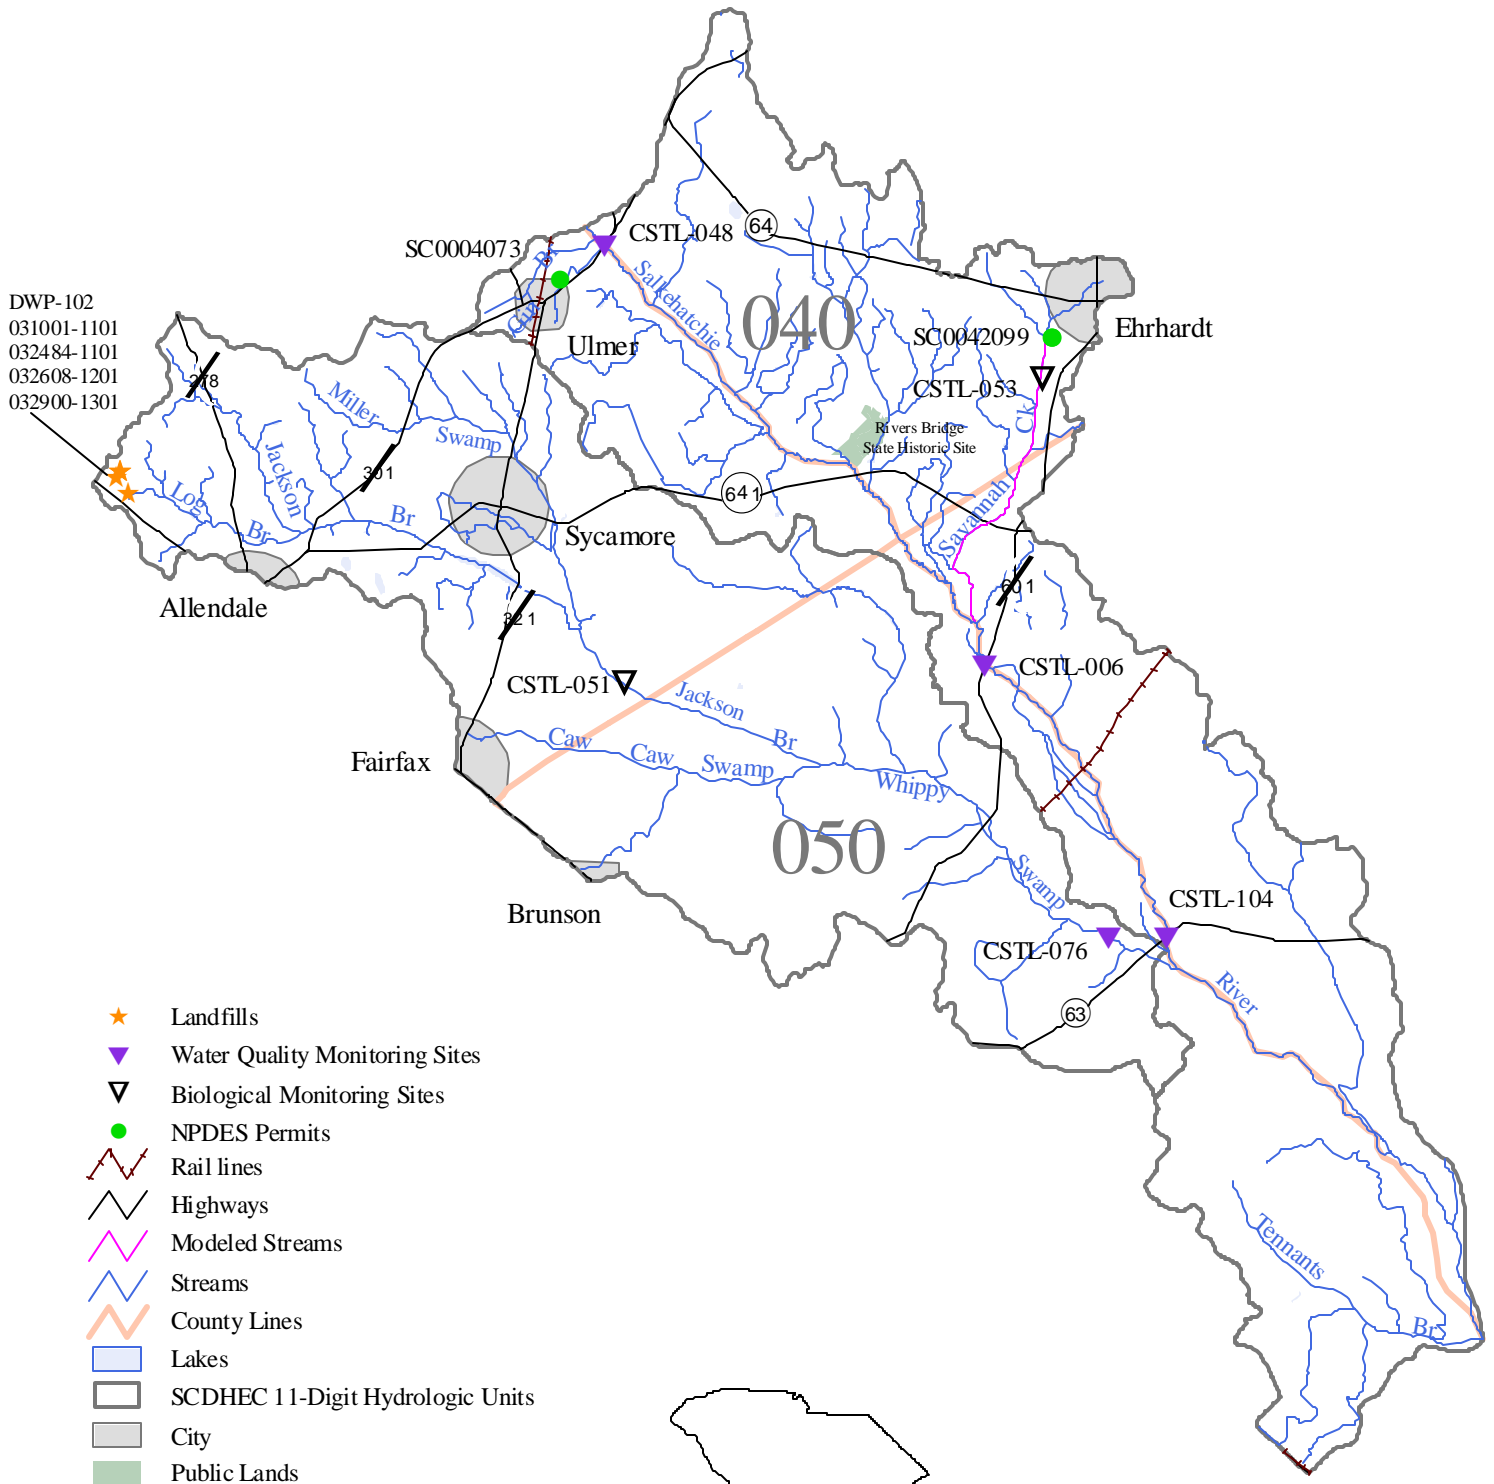 64
CSTL-048
SC0004073
Br
Gin
Salkehatchie
040
DWP-102
031001-1101
032484-1101
032608-1201
032900-1301
Ulmer
SC0042099
Ehrhardt
CSTL-053
278
Miller
Swamp
Ck
Rivers Bridge
State Historic Site
Jackson
301
641
Log
Br
Br
Savannah
Sycamore
601
Allendale
321
CSTL-006
CSTL-051
Jackson
Br
Caw
Caw
Swamp
Whippy
Fairfax
050
Swamp
Brunson
CSTL-104
CSTL-076
River
63
Landfills
Water Quality Monitoring Sites
Biological Monitoring Sites
NPDES Permits
Rail lines
Highways
Modeled Streams
Streams
County Lines
Lakes
SCDHEC 11-Digit Hydrologic Units
City
Public Lands
Tennants
Br